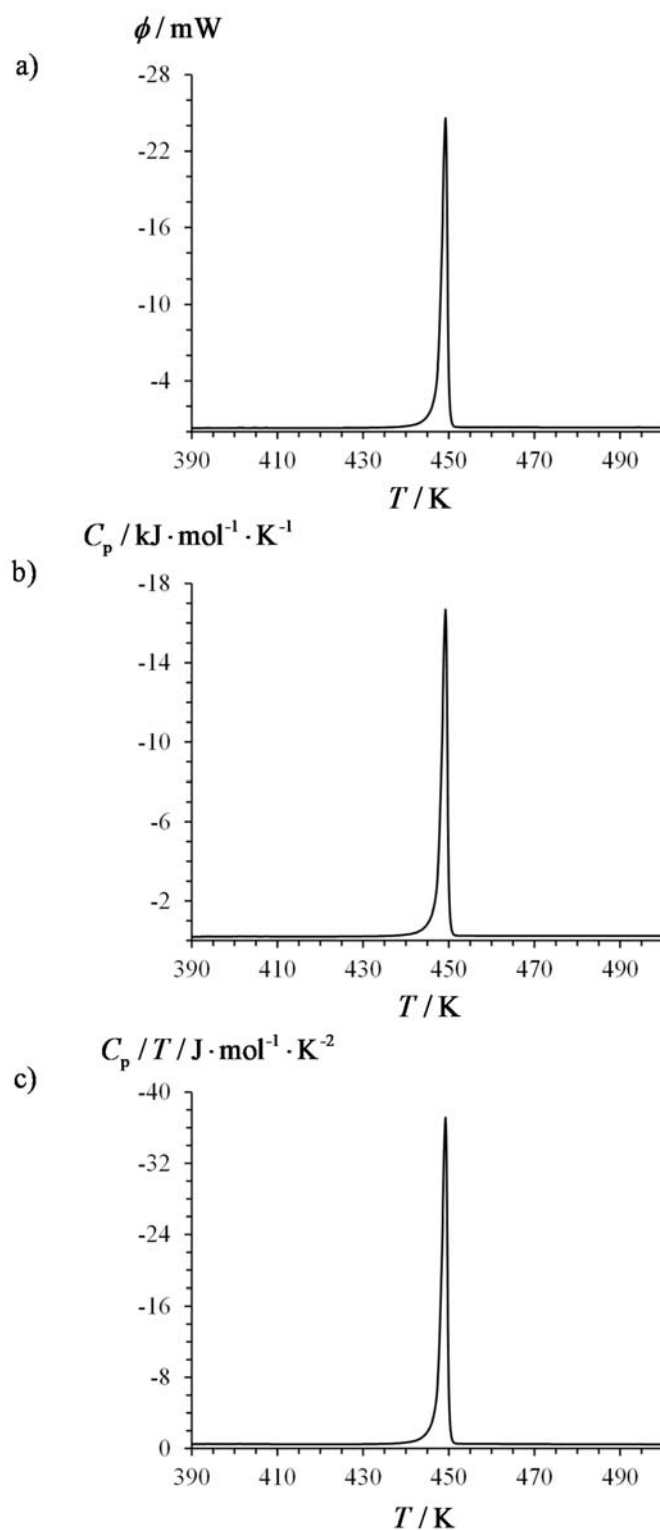 ϕ / mW
a)
-28
-22
-16
-10
-4
390 410 430 450 470 490
T / K
Cₚ / kJ · mol⁻¹ · K⁻¹
b)
-18
-14
-10
-6
-2
390 410 430 450 470 490
T / K
Cₚ / T / J · mol⁻¹ · K⁻²
c)
-40
-32
-24
-16
-8
0
390 410 430 450 470 490
T / K